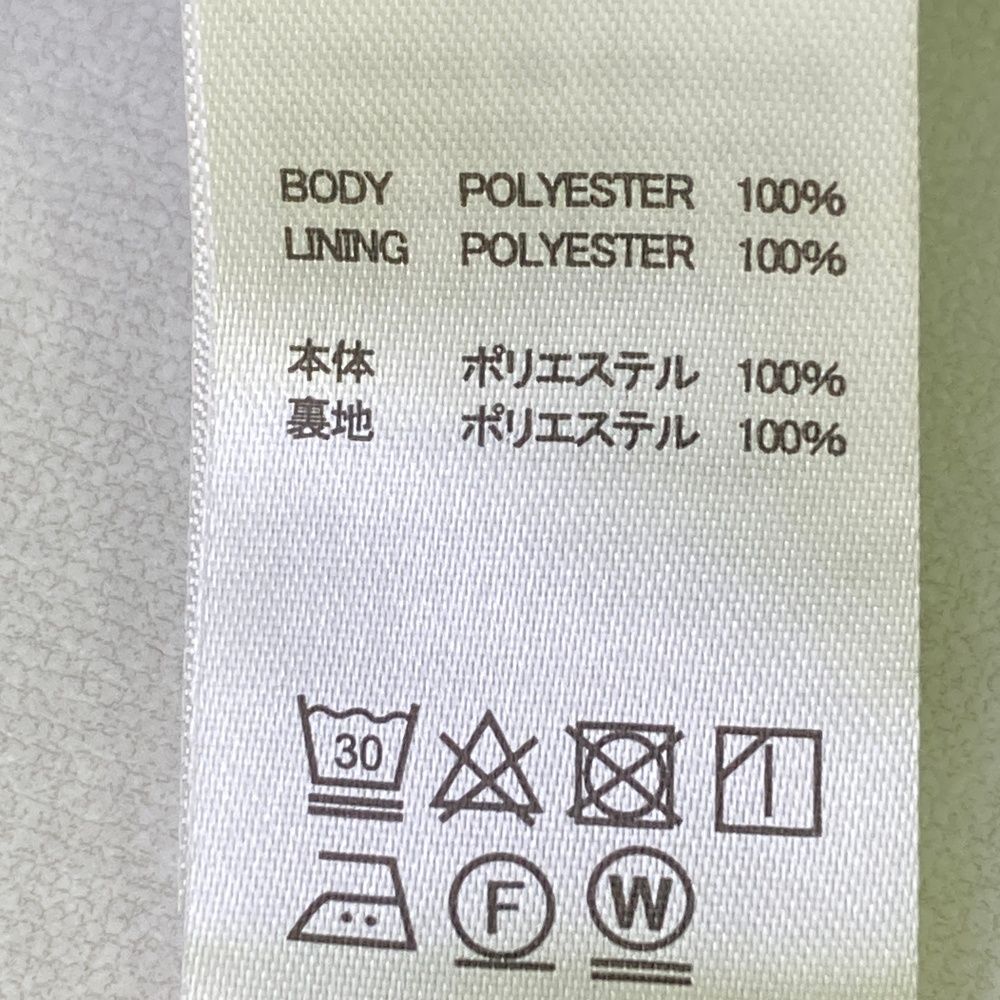 BODY POLYESTER 100%
LINING POLYESTER 100%
本体 ポリエステル 100%
裏地 ポリエステル 100%
30
F W